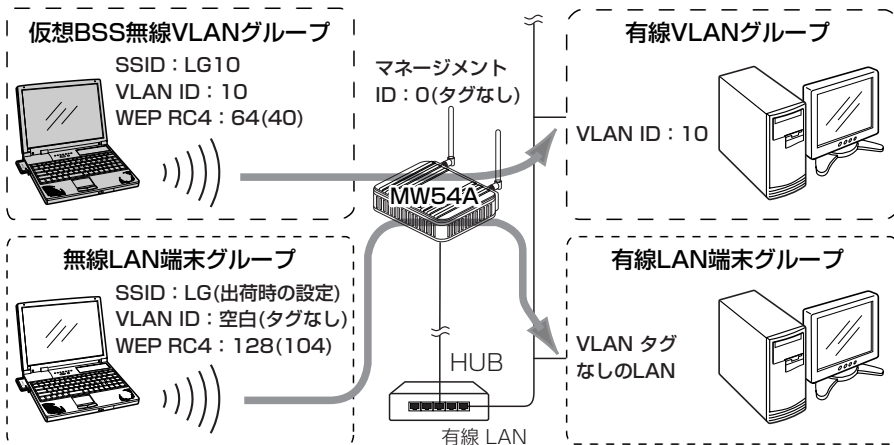 仮想BSS無線VLANグループ
SSID：LG10
VLAN ID：10
WEP RC4：64(40)
マネージメント
ID：0(タグなし)
有線VLANグループ
VLAN ID：10
MW54A
無線LAN端末グループ
SSID：LG(出荷時の設定)
VLAN ID：空白(タグなし)
WEP RC4：128(104)
HUB
有線 LAN
有線LAN端末グループ
VLAN タグ
なしのLAN